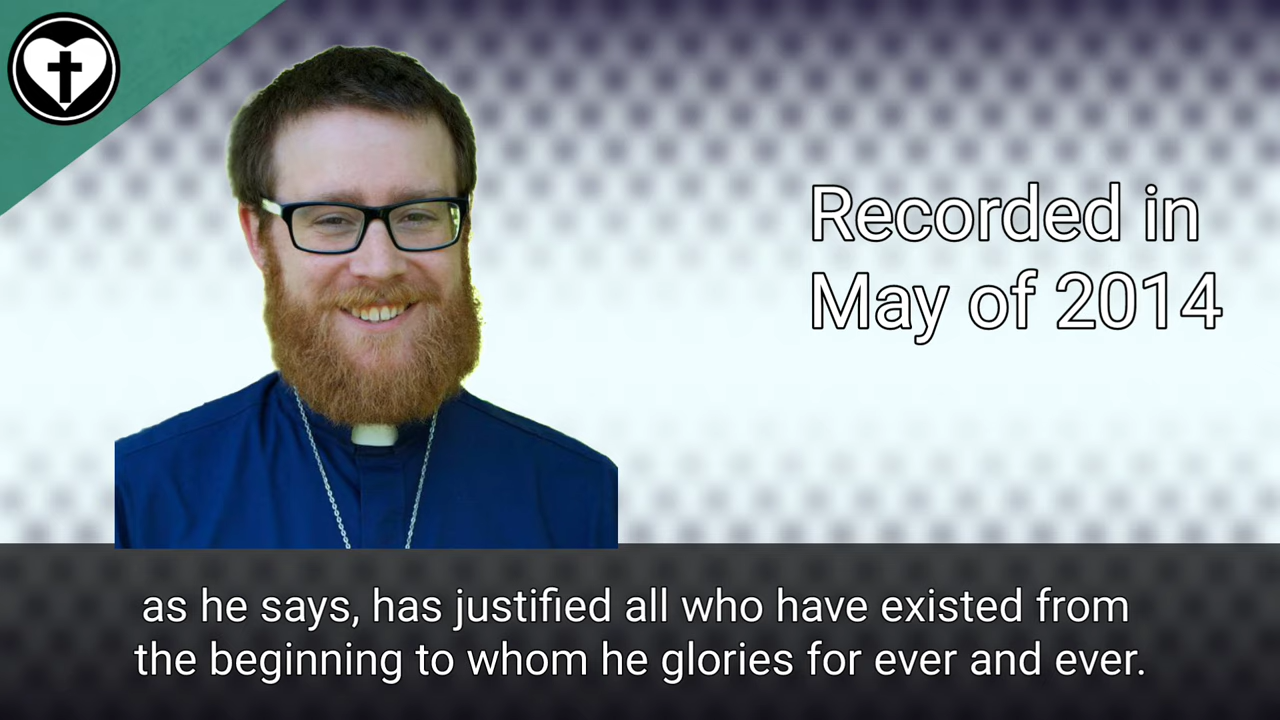 Recorded in
May of 2014
as he says, has justified all who have existed from
the beginning to whom he glories for ever and ever.